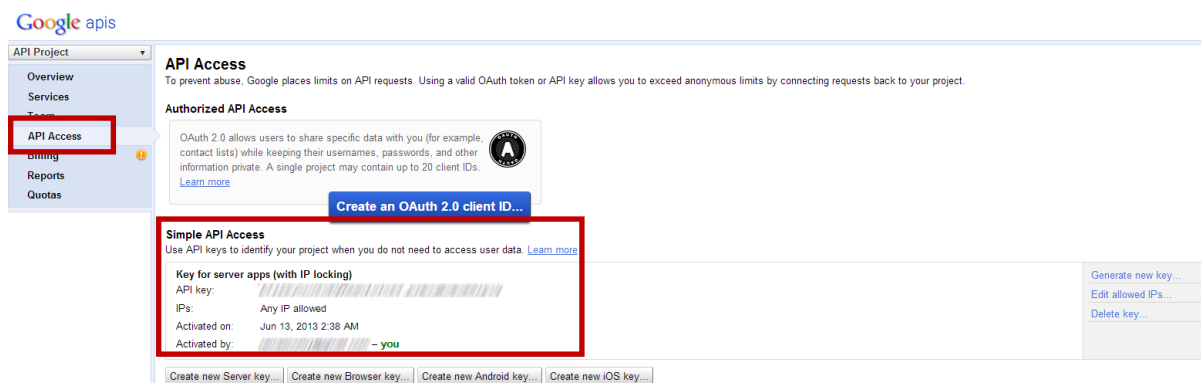 Google apis
API Project
Overview
Services
Team
API Access
Billing
Reports
Quotas
API Access
To prevent abuse, Google places limits on API requests. Using a valid OAuth token or API key allows you to exceed anonymous limits by connecting requests back to your project.
Authorized API Access
OAuth 2.0 allows users to share specific data with you (for example,
contact lists) while keeping their usernames, passwords, and other
information private. A single project may contain up to 20 client IDs.
Learn more
Create an OAuth 2.0 client ID...
Simple API Access
Use API keys to identify your project when you do not need to access user data. Learn more
Key for server apps (with IP locking)
API key:
IPs: Any IP allowed
Activated on: Jun 13, 2013 2:38 AM
Activated by: – you
Generate new key...
Edit allowed IPs...
Delete key...
Create new Server key... Create new Browser key... Create new Android key... Create new iOS key...